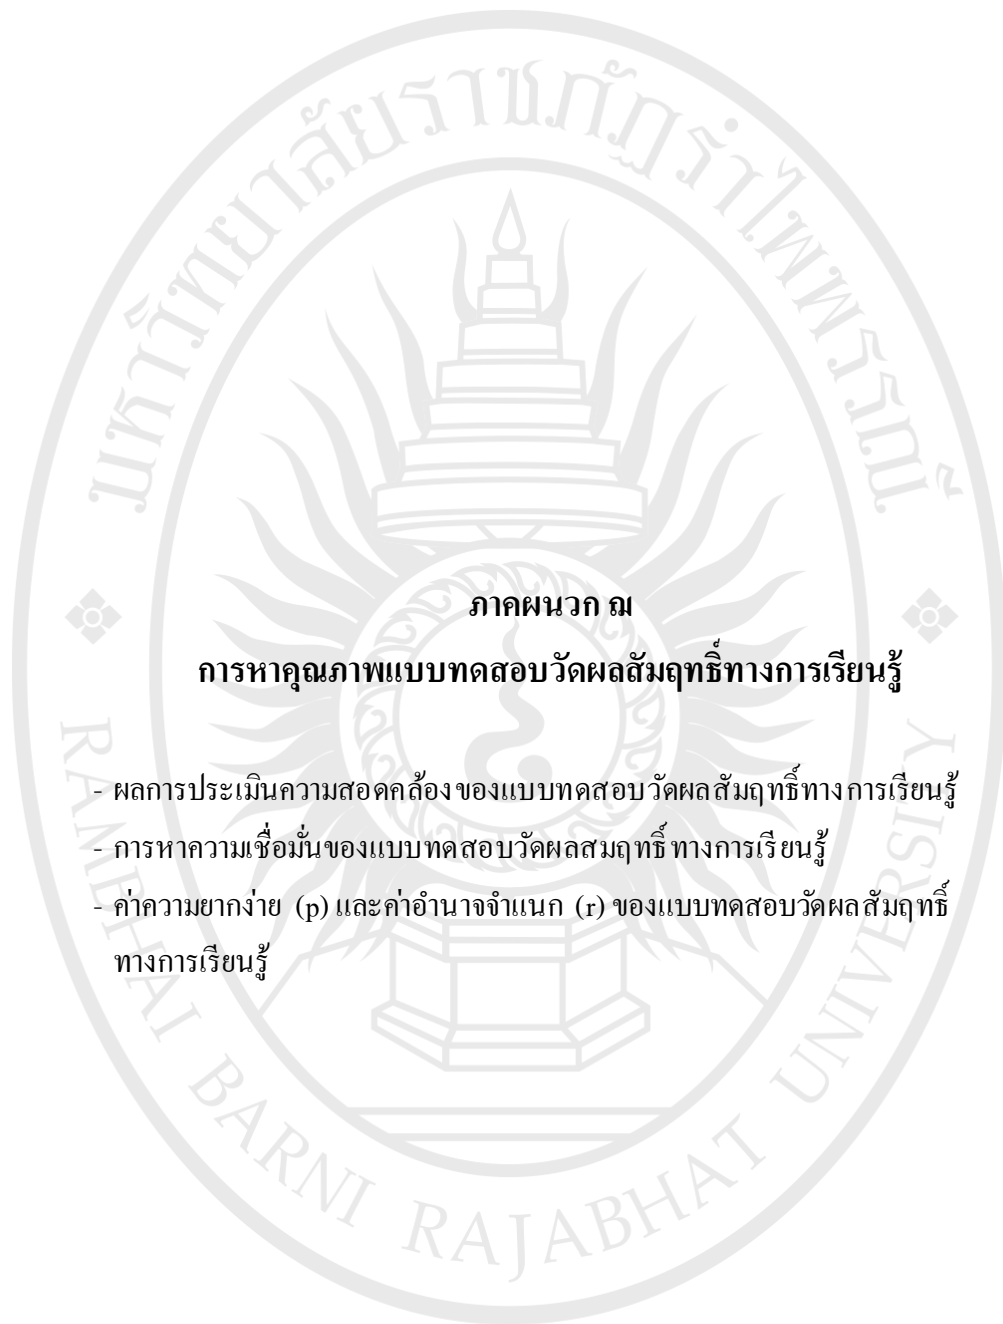 ภาคผนวก ฌ
การหาคุณภาพแบบทดสอบวัดผลสัมฤทธิ์ทางการเรียนรู้
- ผลการประเมินความสอดคล้องของแบบทดสอบวัดผลสัมฤทธิ์ทางการเรียนรู้
- การหาความเชื่อมั่นของแบบทดสอบวัดผลสมฤทธิ์ทางการเรียนรู้
- ค่าความยากง่าย (p) และค่าอำนาจจำแนก (r) ของแบบทดสอบวัดผลสัมฤทธิ์
ทางการเรียนรู้
มหาวิทยาลัยราชภัฏรำไพพรรณี
RAMBHAI BARNI RAJABHAT UNIVERSITY